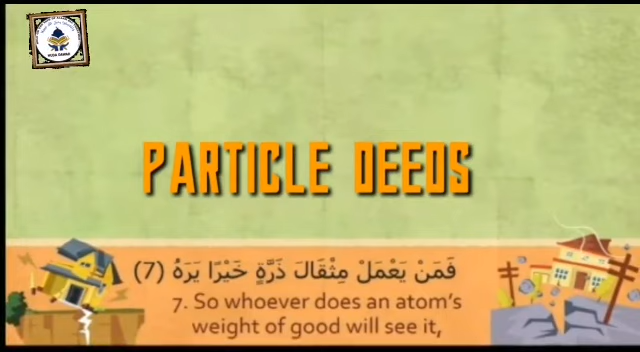 PARTICLE DEEDS
فَمَنْ يَعْمَلْ مِثْقَالَ ذَرَّةٍ خَيْرًا يَرَهُ (7)
7. So whoever does an atom's
weight of good will see it,